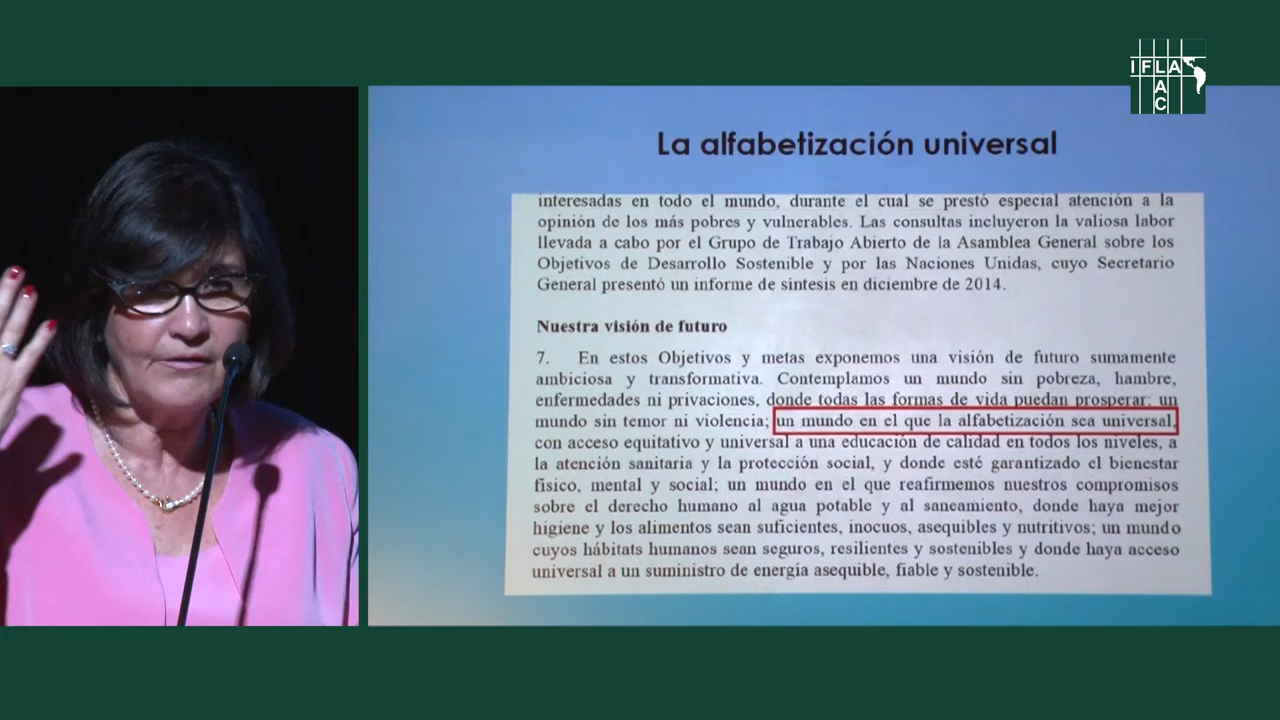 IFLA
LAC
La alfabetización universal
interesadas en todo el mundo, durante el cual se prestó especial atención a la
opinión de los más pobres y vulnerables. Las consultas incluyeron la valiosa labor
llevada a cabo por el Grupo de Trabajo Abierto de la Asamblea General sobre los
Objetivos de Desarrollo Sostenible y por las Naciones Unidas, cuyo Secretario
General presentó un informe de síntesis en diciembre de 2014.
Nuestra visión de futuro
7. En estos Objetivos y metas exponemos una visión de futuro sumamente
ambiciosa y transformativa. Contemplamos un mundo sin pobreza, hambre,
enfermedades ni privaciones, donde todas las formas de vida puedan prosperar; un
mundo sin temor ni violencia; un mundo en el que la alfabetización sea universal,
con acceso equitativo y universal a una educación de calidad en todos los niveles, a
la atención sanitaria y la protección social, y donde esté garantizado el bienestar
físico, mental y social; un mundo en el que reafirmemos nuestros compromisos
sobre el derecho humano al agua potable y al saneamiento, donde haya mejor
higiene y los alimentos sean suficientes, inocuos, asequibles y nutritivos; un mundo
cuyos hábitats humanos sean seguros, resilientes y sostenibles y donde haya acceso
universal a un suministro de energía asequible, fiable y sostenible.